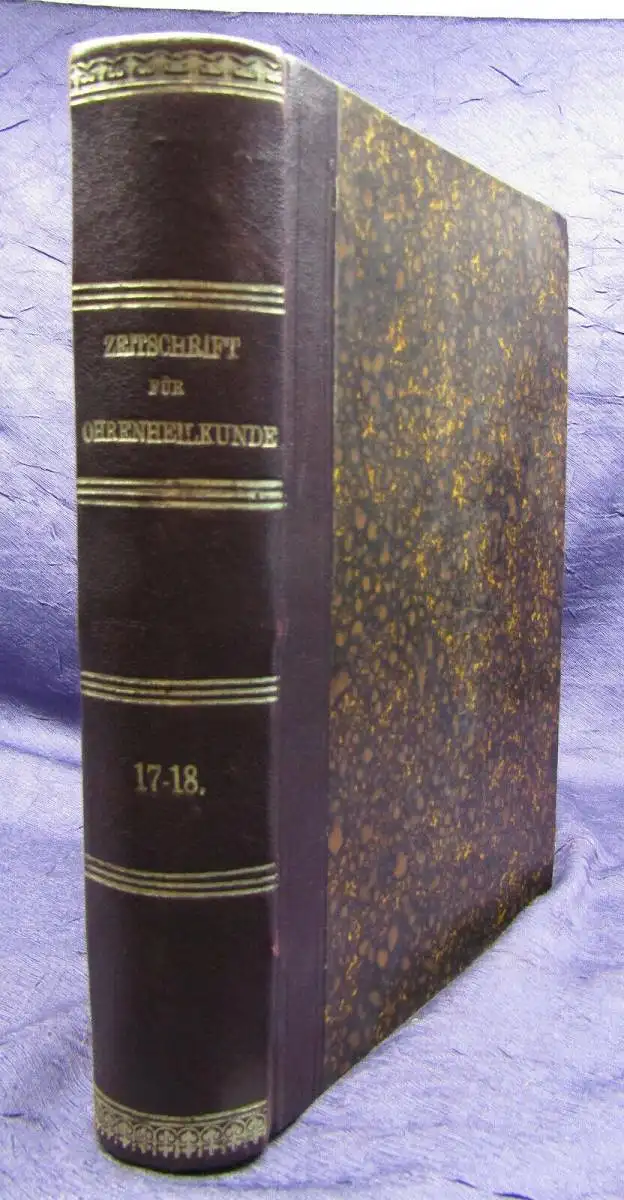 ZEITSCHRIFT
FÜR
OHRENHEILKUNDE
17-18.